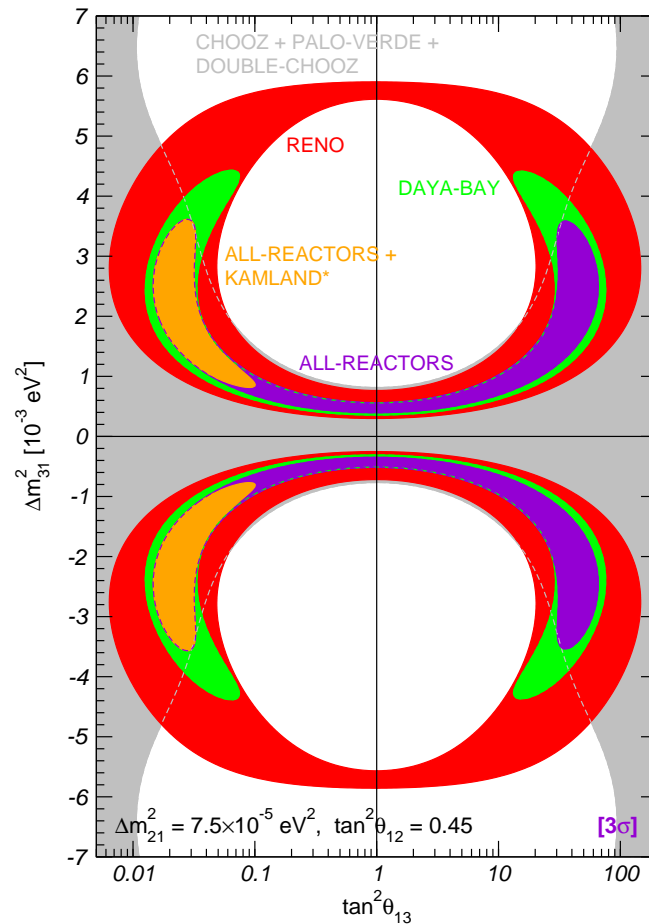 CHOOZ + PALO-VERDE +
DOUBLE-CHOOZ
RENO
DAYA-BAY
ALL-REACTORS +
KAMLAND*
ALL-REACTORS
7
6
5
4
3
2
1
0
-1
-2
-3
-4
-5
-6
-7
Δm²₃₁ [10⁻³ eV²]
Δm²₂₁ = 7.5×10⁻⁵ eV², tan²θ₁₂ = 0.45
[3σ]
0.01 0.1 1 10 100
tan²θ₁₃